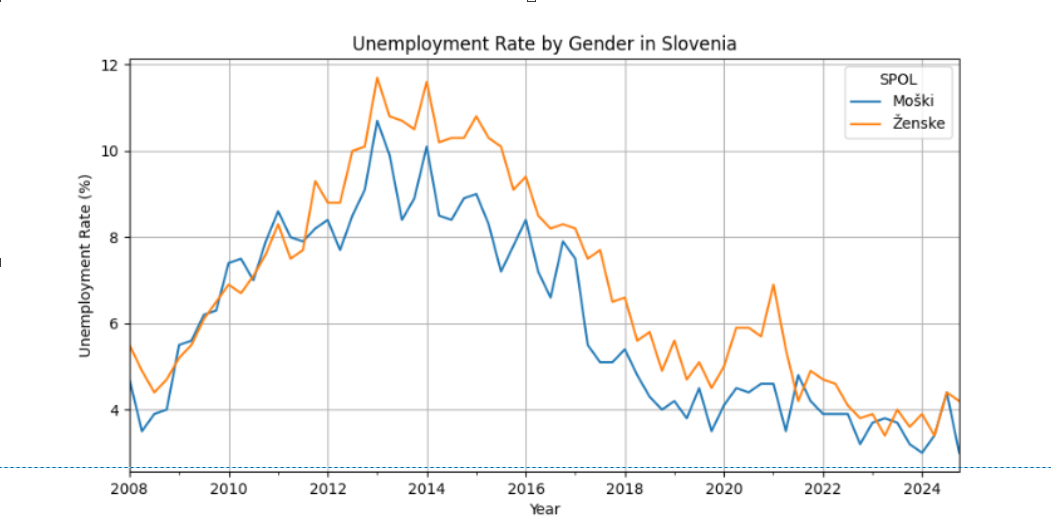 Unemployment Rate by Gender in Slovenia
SPOL
Moški
Ženske
Unemployment Rate (%)
12
10
8
6
4
2008 2010 2012 2014 2016 2018 2020 2022 2024
Year